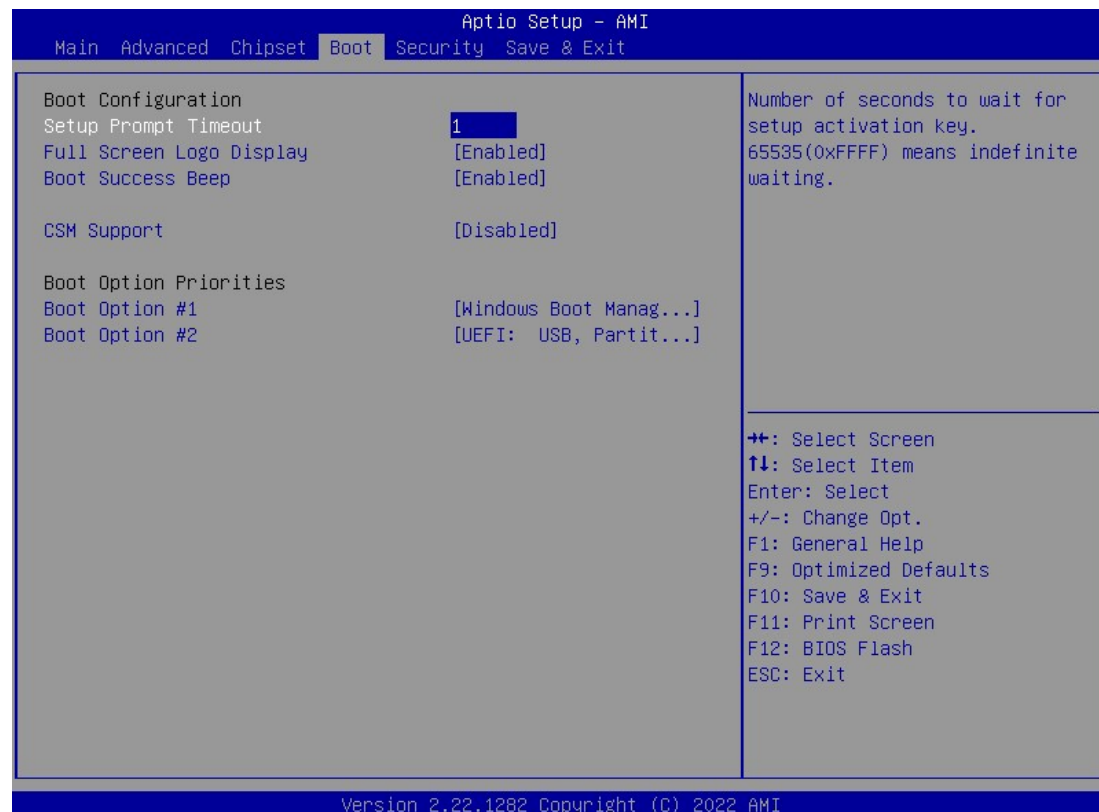 Aptio Setup - AMI
Main Advanced Chipset Boot Security Save & Exit
Boot Configuration
Setup Prompt Timeout 1
Full Screen Logo Display [Enabled]
Boot Success Beep [Enabled]
CSM Support [Disabled]
Boot Option Priorities
Boot Option #1 [Windows Boot Manag...]
Boot Option #2 [UEFI: USB, Partit...]
Number of seconds to wait for
setup activation key.
65535(0xFFFF) means indefinite
waiting.
→←: Select Screen
↑↓: Select Item
Enter: Select
+/-: Change Opt.
F1: General Help
F9: Optimized Defaults
F10: Save & Exit
F11: Print Screen
F12: BIOS Flash
ESC: Exit
Version 2.22.1282 Copyright (C) 2022 AMI